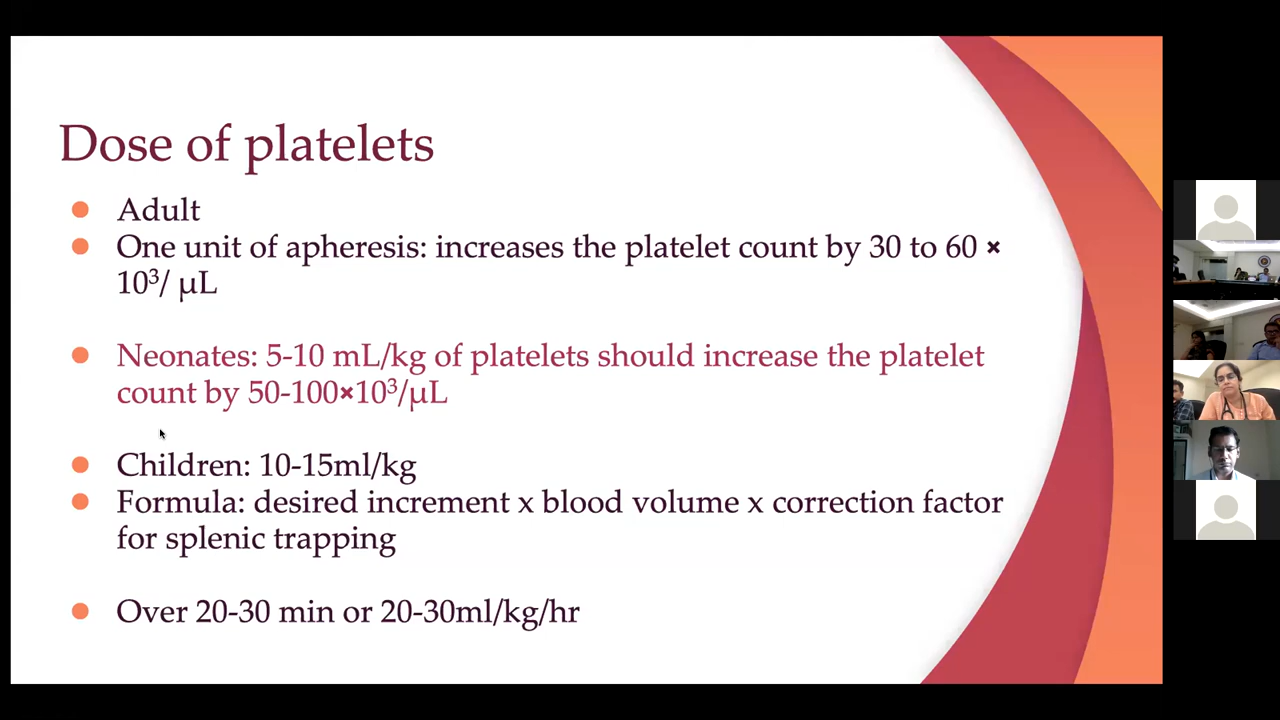 Dose of platelets
Adult
One unit of apheresis: increases the platelet count by 30 to 60 ×
10³/ µL
Neonates: 5-10 mL/kg of platelets should increase the platelet
count by 50-100×10³/µL
Children: 10-15ml/kg
Formula: desired increment x blood volume x correction factor
for splenic trapping
Over 20-30 min or 20-30ml/kg/hr